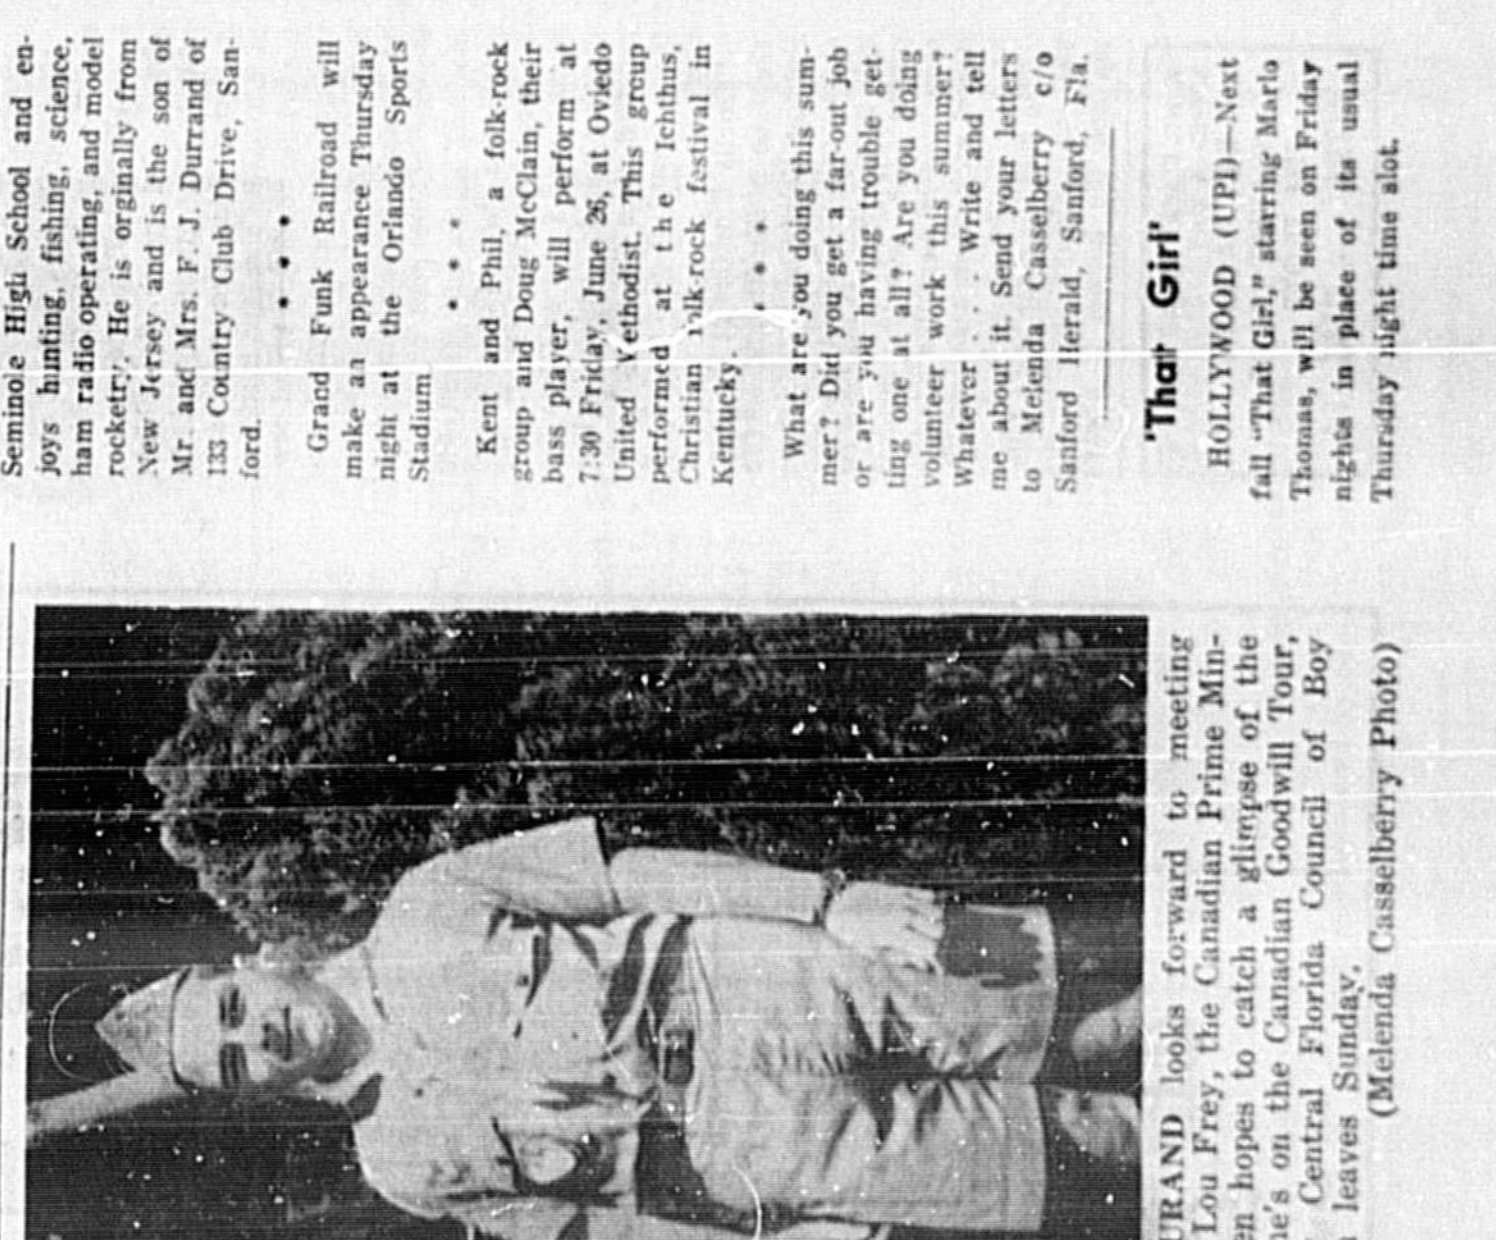 Seminole High School and en-
joys hunting, fishing, science,
ham radio operating, and model
rocketry. He is orginally from
New Jersey and is the son of
Mr. and Mrs. F. J. Durrand of
133 Country Club Drive, San-
ford.
* * *
Grand Funk Railroad will
make an appearance Thursday
night at the Orlando Sports
Stadium
* * *
Kent and Phil, a folk-rock
group and Doug McClain, their
bass player, will perform at
7:30 Friday, June 26, at Oviedo
United Methodist. This group
performed at the Ichthus,
Christian folk-rock festival in
Kentucky.
* * *
What are you doing this sum-
mer? Did you get a far-out job
or are you having trouble get-
ting one at all? Are you doing
volunteer work this summer?
Whatever . . . Write and tell
me about it. Send your letters
to Melenda Casselberry c/o
Sanford Herald, Sanford, Fla.
'That Girl'
HOLLYWOOD (UPI)—Next
fall "That Girl," starring Marlo
Thomas, will be seen on Friday
nights in place of its usual
Thursday night time slot.
URAND looks forward to meeting
Lou Frey, the Canadian Prime Min-
en hopes to catch a glimpse of the
he's on the Canadian Goodwill Tour,
Central Florida Council of Boy
leaves Sunday.
(Melenda Casselberry Photo)